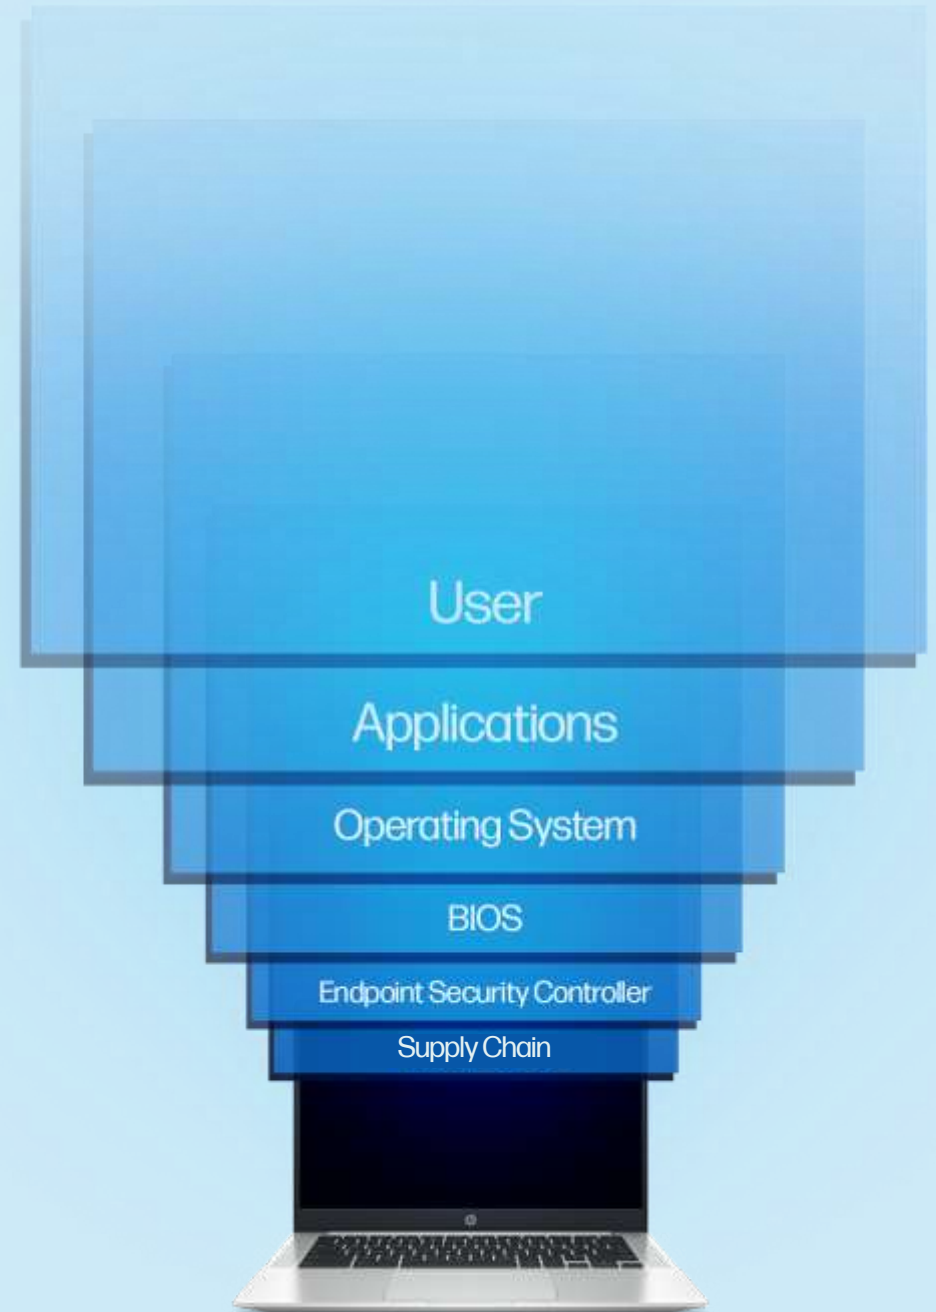 User
Applications
Operating System
BIOS
Endpoint Security Controller
Supply Chain